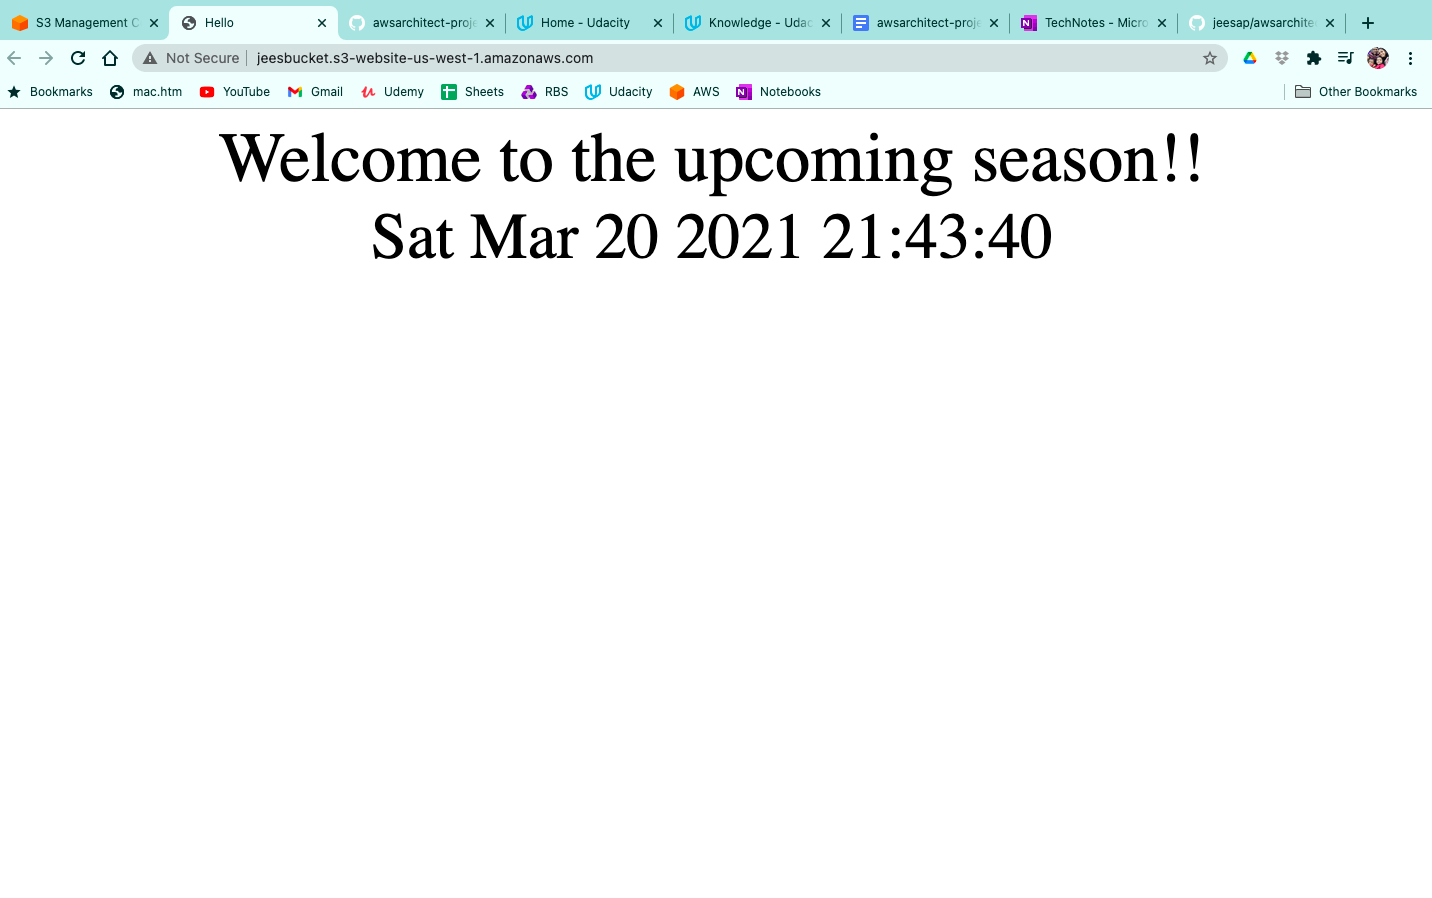 S3 Management C
Hello
awsarchitect-proje
Home - Udacity
Knowledge - Udac
awsarchitect-proje
TechNotes - Micro
jeesap/awsarchite
Not Secure
jeesbucket.s3-website-us-west-1.amazonaws.com
Bookmarks
mac.htm
YouTube
Gmail
Udemy
Sheets
RBS
Udacity
AWS
Notebooks
Other Bookmarks
Welcome to the upcoming season!!
Sat Mar 20 2021 21:43:40